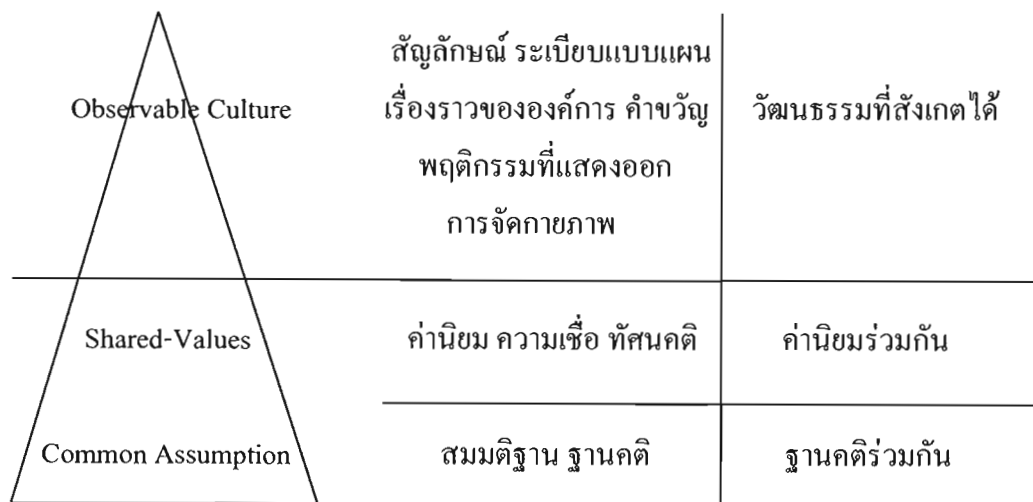 Observable Culture
สัญลักษณ์ ระเบียบแบบแผน
เรื่องราวขององค์การ คำขวัญ
พฤติกรรมที่แสดงออก
การจัดกายภาพ
วัฒนธรรมที่สังเกตได้
Shared-Values
ค่านิยม ความเชื่อ ทัศนคติ
ค่านิยมร่วมกัน
Common Assumption
สมมติฐาน ฐานคติ
ฐานคติร่วมกัน